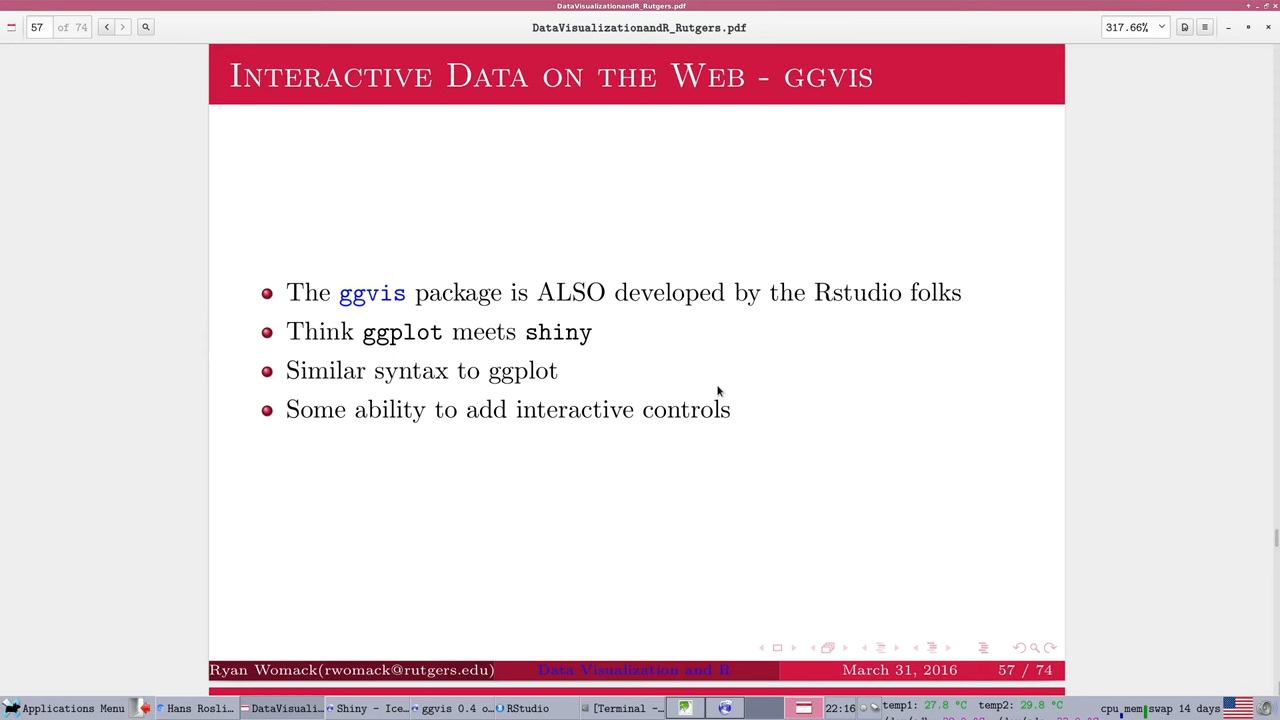 DataVisualizationandR_Rutgers.pdf
57 of 74
DataVisualizationandR_Rutgers.pdf
317.66%
Interactive Data on the Web - ggvis
The ggvis package is ALSO developed by the Rstudio folks
Think ggplot meets shiny
Similar syntax to ggplot
Some ability to add interactive controls
Ryan Womack(rwomack@rutgers.edu) Data Visualization and R March 31, 2016 57 / 74
Applications Menu Hans Rosli... DataVisuali... Shiny - Ice... ggvis 0.4 o... RStudio [Terminal -... 22:16 temp1: 27.8 °C temp2: 29.8 °C cpu mem swap 14 days